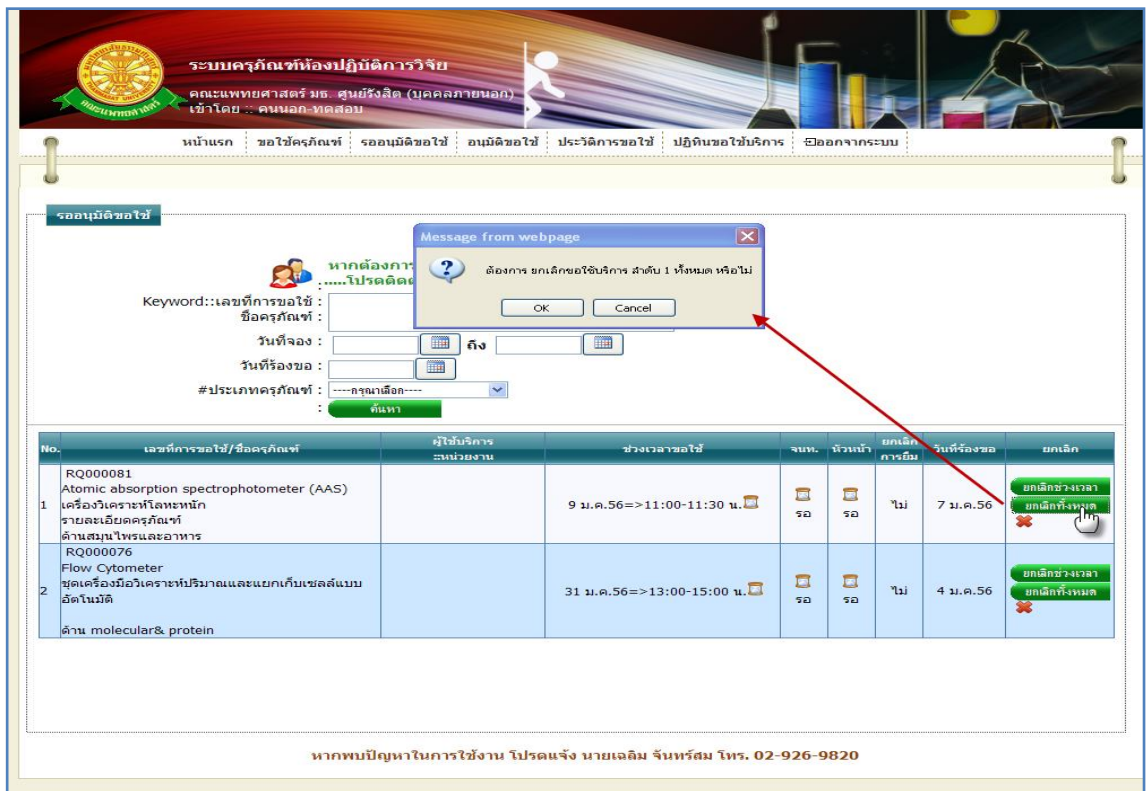 ระบบครุภัณฑ์ห้องปฏิบัติการวิจัย
คณะแพทยศาสตร์ มธ. ศูนย์รังสิต (บุคคลภายนอก)
เข้าโดย :: คนนอก-ทดสอบ
คณะแพทยศาสตร์
หน้าแรก ขอใช้ครุภัณฑ์ รออนุมัติขอใช้ อนุมัติขอใช้ ประวัติการขอใช้ ปฏิทินขอใช้บริการ ออกจากระบบ
รออนุมัติขอใช้
Message from webpage
ต้องการ ยกเลิกขอใช้บริการ ลำดับ 1 ทั้งหมด หรือไม่
OK Cancel
หากต้องการ
: .....โปรดติดต่
Keyword::เลขที่การขอใช้ :
ชื่อครุภัณฑ์ :
วันที่จอง : ถึง
วันที่ร้องขอ :
#ประเภทครุภัณฑ์ : ----กรุณาเลือก----
: ค้นหา
No. เลขที่การขอใช้/ชื่อครุภัณฑ์ ผู้ใช้บริการ ::หน่วยงาน ช่วงเวลาขอใช้ จนท. หัวหน้า ยกเลิกการยืม วันที่ร้องขอ ยกเลิก
1 RQ000081
Atomic absorption spectrophotometer (AAS)
เครื่องวิเคราะห์โลหะหนัก
รายละเอียดครุภัณฑ์
ด้านสมุนไพรและอาหาร
9 ม.ค.56=>11:00-11:30 น. รอ รอ ไม่ 7 ม.ค.56
ยกเลิกช่วงเวลา
ยกเลิกทั้งหมด
2 RQ000076
Flow Cytometer
ชุดเครื่องมือวิเคราะห์ปริมาณและแยกเก็บเซลล์แบบ
อัตโนมัติ
ด้าน molecular& protein
31 ม.ค.56=>13:00-15:00 น. รอ รอ ไม่ 4 ม.ค.56
ยกเลิกช่วงเวลา
ยกเลิกทั้งหมด
หากพบปัญหาในการใช้งาน โปรดแจ้ง นายเฉลิม จันทร์สม โทร. 02-926-9820